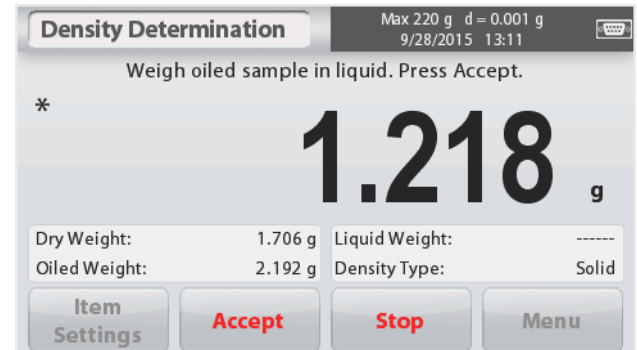 Density Determination
Max 220 g d = 0.001 g
9/28/2015 13:11
Weigh oiled sample in liquid. Press Accept.
*
1.218 g
Dry Weight: 1.706 g Liquid Weight: ------
Oiled Weight: 2.192 g Density Type: Solid
Item
Settings
Accept
Stop
Menu